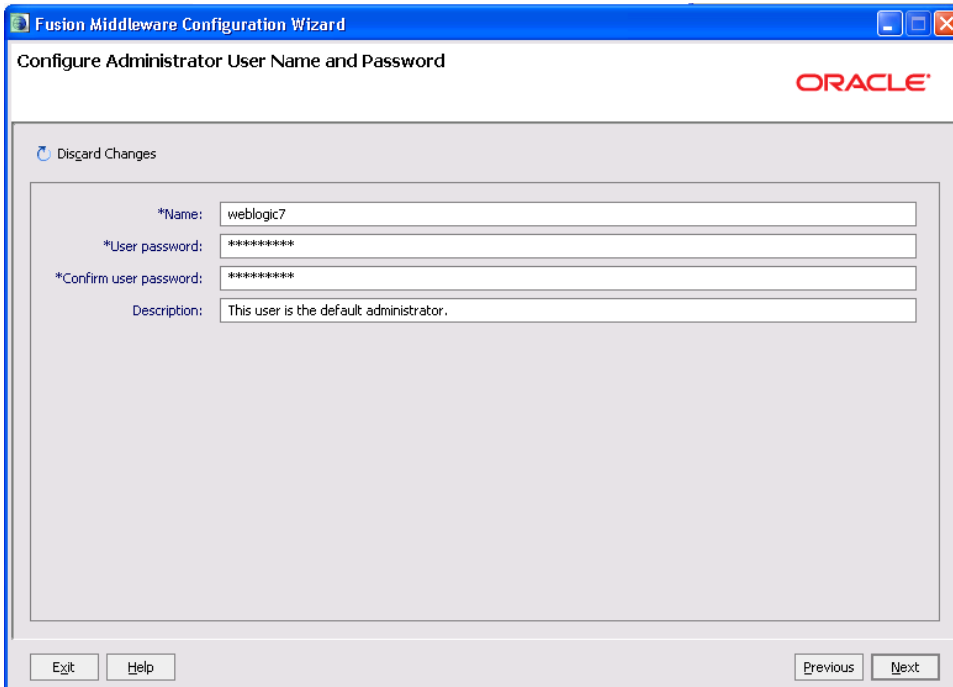 Fusion Middleware Configuration Wizard
Configure Administrator User Name and Password
ORACLE
Discard Changes
*Name: weblogic7
*User password: *********
*Confirm user password: *********
Description: This user is the default administrator.
Exit Help Previous Next